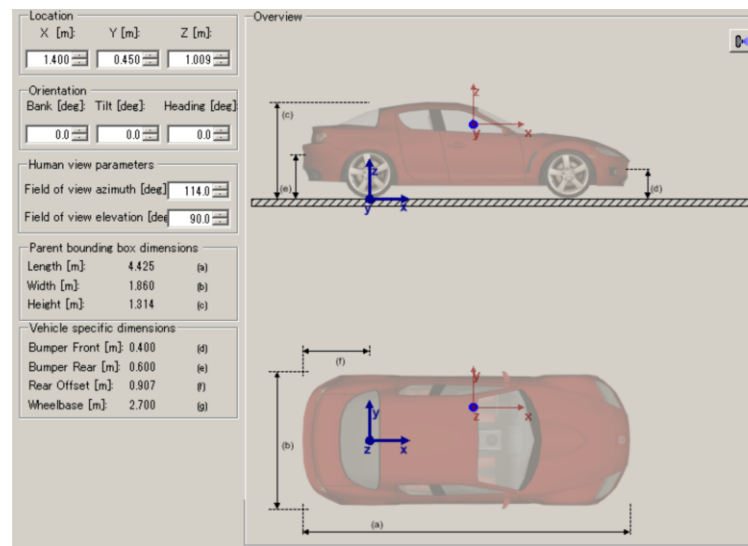 Location
X [m]: Y [m]: Z [m]:
1.400 0.450 1.009
Orientation
Bank [deg]: Tilt [deg]: Heading [deg]:
0.0 0.0 0.0
Human view parameters
Field of view azimuth [deg] 114.0
Field of view elevation [deg 90.0
Parent bounding box dimensions
Length [m]: 4.425 (a)
Width [m]: 1.860 (b)
Height [m]: 1.314 (c)
Vehicle specific dimensions
Bumper Front [m]: 0.400 (d)
Bumper Rear [m]: 0.600 (e)
Rear Offset [m]: 0.907 (f)
Wheelbase [m]: 2.700 (g)
Overview
z
(c)
y x
z
(e) (d)
y x
(f)
y
y z x
(b)
z x
(a)